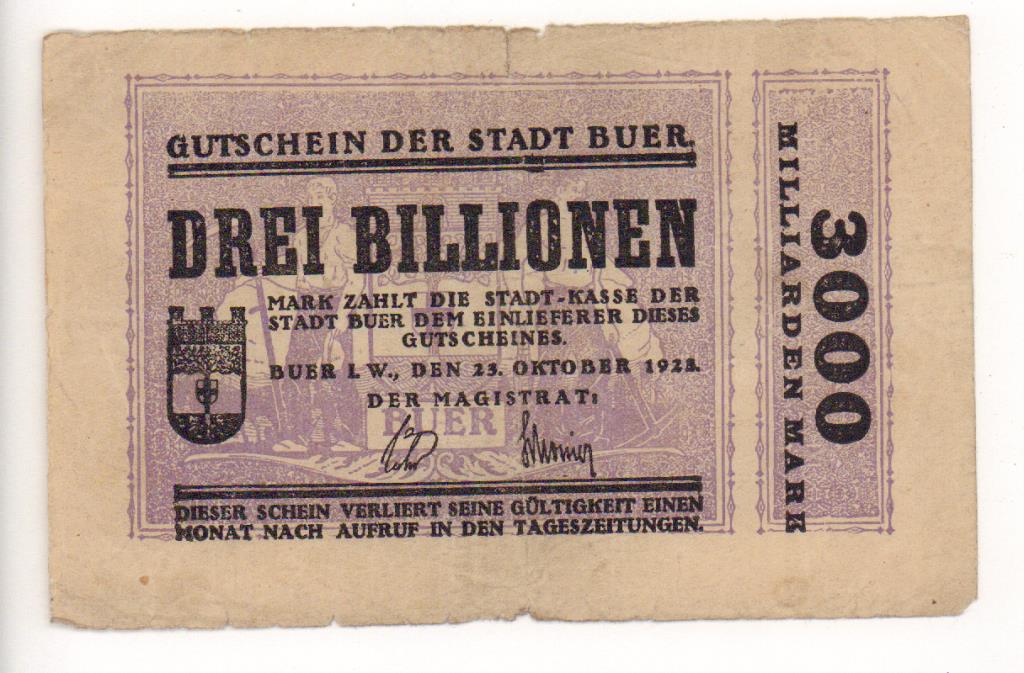 GUTSCHEIN DER STADT BUER.
DREI BILLIONEN
MARK ZAHLT DIE STADT-KASSE DER
STADT BUER DEM EINLIEFERER DIESES
GUTSCHEINES.
BUER I. W., DEN 23. OKTOBER 1923.
DER MAGISTRAT:
BUER
DIESER SCHEIN VERLIERT SEINE GÜLTIGKEIT EINEN
MONAT NACH AUFRUF IN DEN TAGESZEITUNGEN.
3000
MILLIARDEN MARK